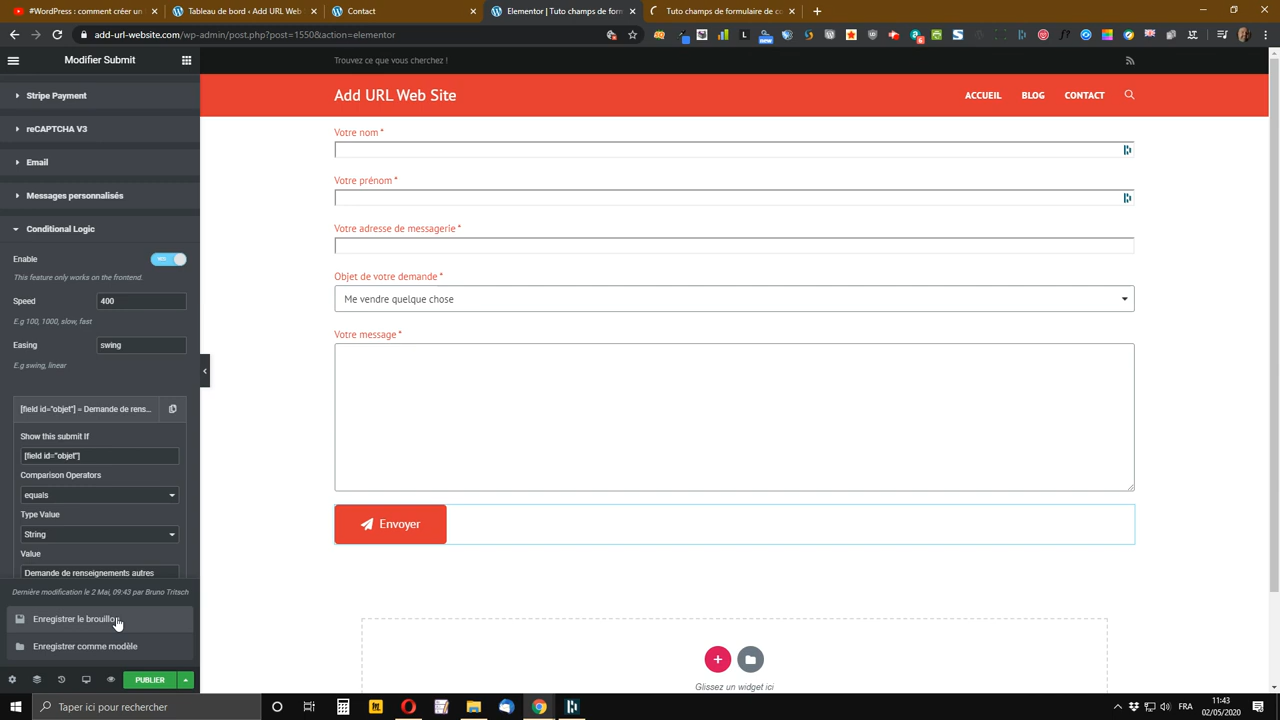 WordPress : comment créer un
Tableau de bord ‹ Add URL Web S
Elementor | Tuto champs de form
Tuto champs conditionnels forms
add-url-website.com/wp-admin/post.php?post=1550&action=elementor
Modifier Submit
Trouvez ce que vous cherchez !
Add URL Web Site
ACCUEIL
BLOG
CONTACT
Stripe Payment
reCAPTCHA V3
Email
Messages personnalisés
Conditional Logic
Enable
This feature only works on the frontend.
Speed
400
E.g 100, 1000, slow, fast
Easing
swing
E.g swing, linear
[field id="objet"] = Demande de rens...
Show this submit If
[field id="objet"]
Comparison Operators
equals
Type Value
String
Value
Demande de renseignements autres
Dernière modification le 2 Mai, 09:43 par Bruno Tritsch
Enregistrer le brouillon
Enregistrer comme modèle
PUBLIER
Votre nom *
Votre prénom *
Votre adresse de messagerie *
Objet de votre demande *
Me vendre quelque chose
Votre message *
Envoyer
Glissez un widget ici
Taper ici pour rechercher
FRA
11:43
02/05/2020